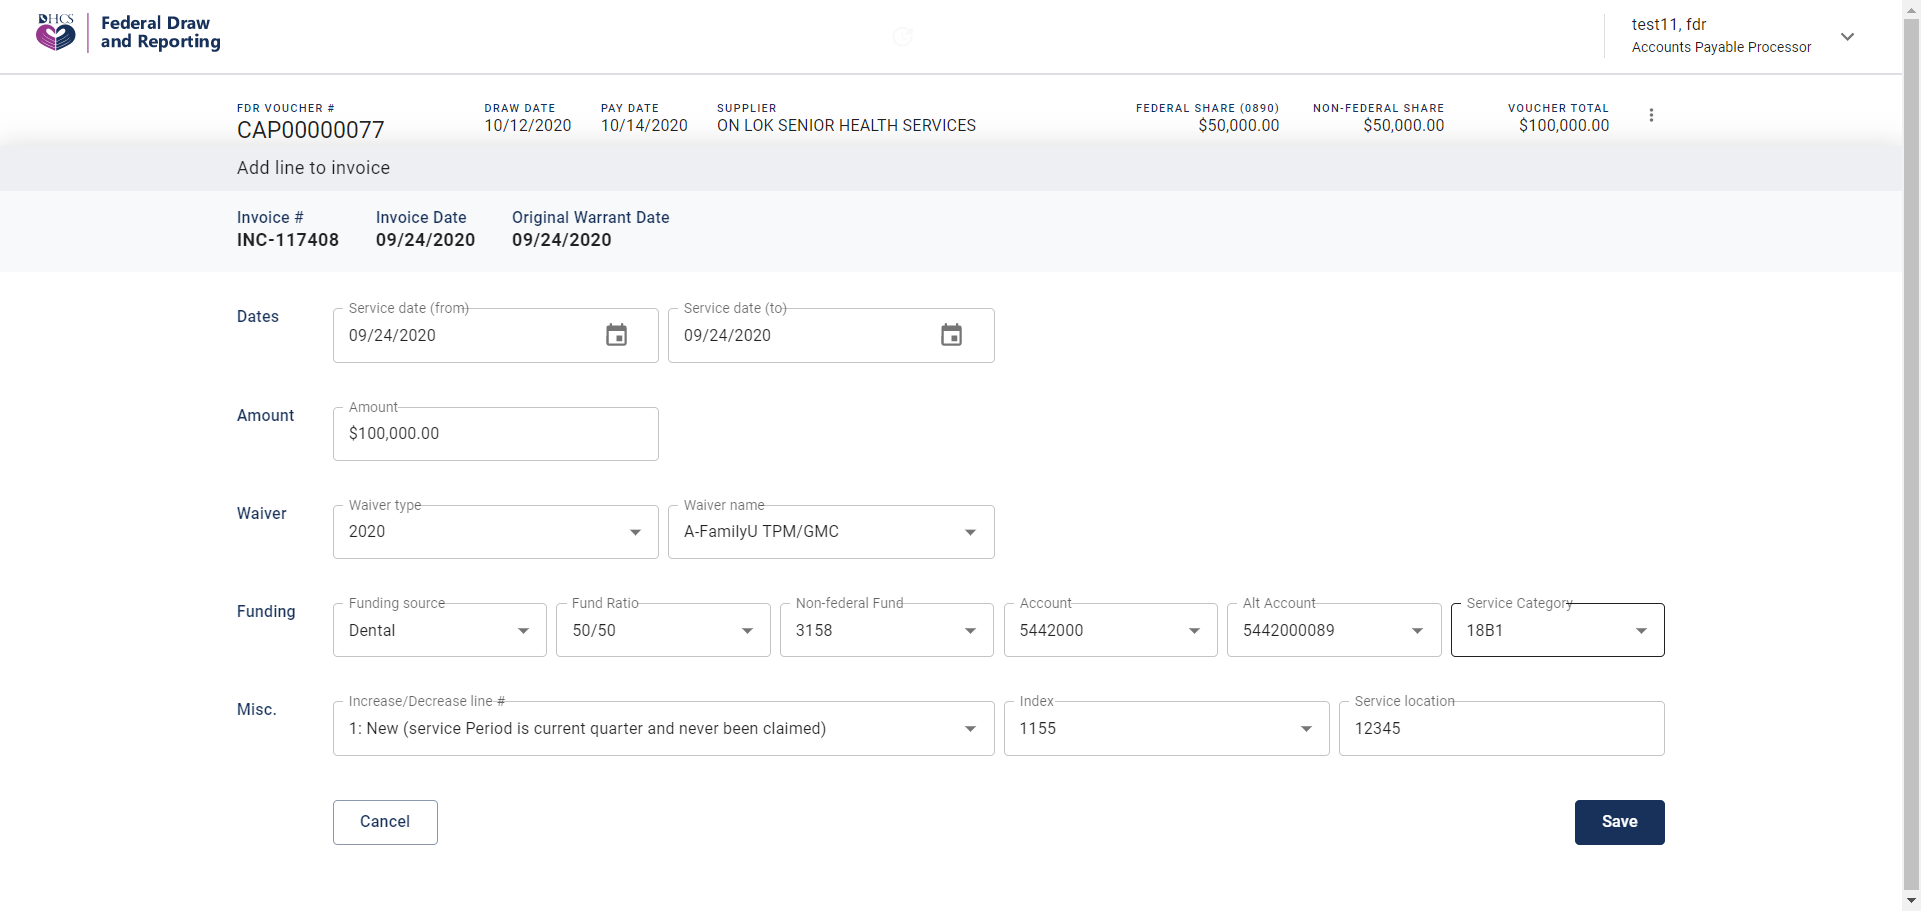 DHCS
Federal Draw
and Reporting
test11, fdr
Accounts Payable Processor
FDR VOUCHER #
CAP00000077
DRAW DATE
10/12/2020
PAY DATE
10/14/2020
SUPPLIER
ON LOK SENIOR HEALTH SERVICES
FEDERAL SHARE (0890)
$50,000.00
NON-FEDERAL SHARE
$50,000.00
VOUCHER TOTAL
$100,000.00
Add line to invoice
Invoice #
INC-117408
Invoice Date
09/24/2020
Original Warrant Date
09/24/2020
Dates
Service date (from)
09/24/2020
Service date (to)
09/24/2020
Amount
Amount
$100,000.00
Waiver
Waiver type
2020
Waiver name
A-FamilyU TPM/GMC
Funding
Funding source
Dental
Fund Ratio
50/50
Non-federal Fund
3158
Account
5442000
Alt Account
5442000089
Service Category
18B1
Misc.
Increase/Decrease line #
1: New (service Period is current quarter and never been claimed)
Index
1155
Service location
12345
Cancel
Save